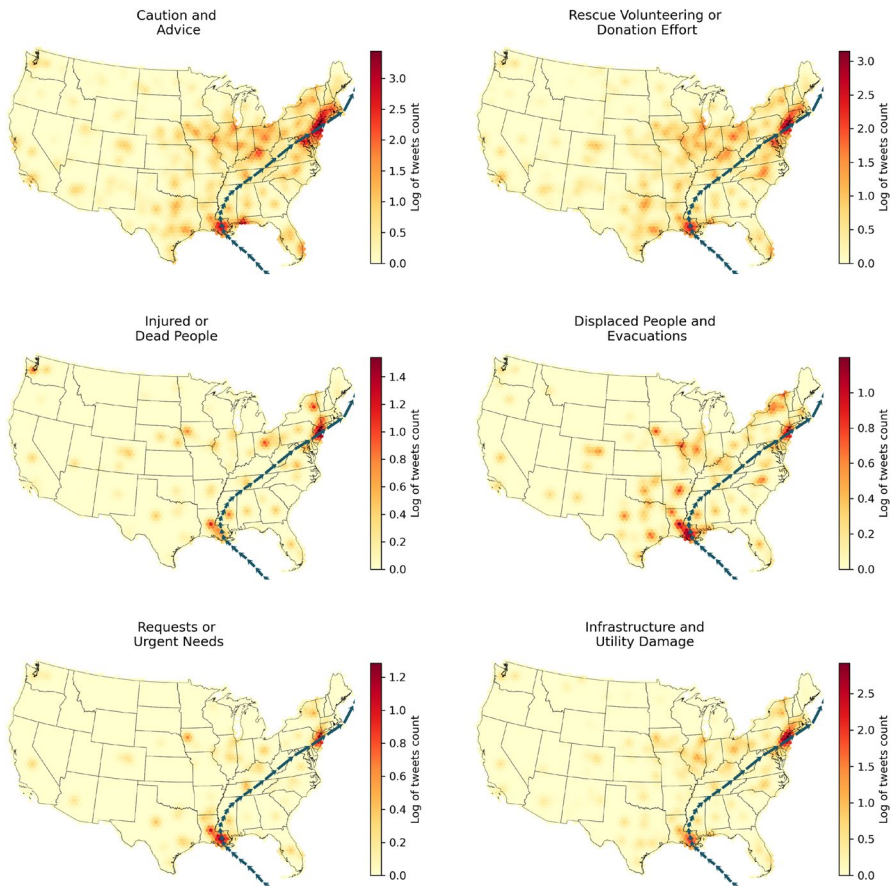 Caution and
Advice
3.0
2.5
2.0
1.5
1.0
0.5
0.0
Log of tweets count
Rescue Volunteering or
Donation Effort
3.0
2.5
2.0
1.5
1.0
0.5
0.0
Log of tweets count
Injured or
Dead People
1.4
1.2
1.0
0.8
0.6
0.4
0.2
0.0
Log of tweets count
Displaced People and
Evacuations
1.0
0.8
0.6
0.4
0.2
0.0
Log of tweets count
Requests or
Urgent Needs
1.2
1.0
0.8
0.6
0.4
0.2
0.0
Log of tweets count
Infrastructure and
Utility Damage
2.5
2.0
1.5
1.0
0.5
0.0
Log of tweets count